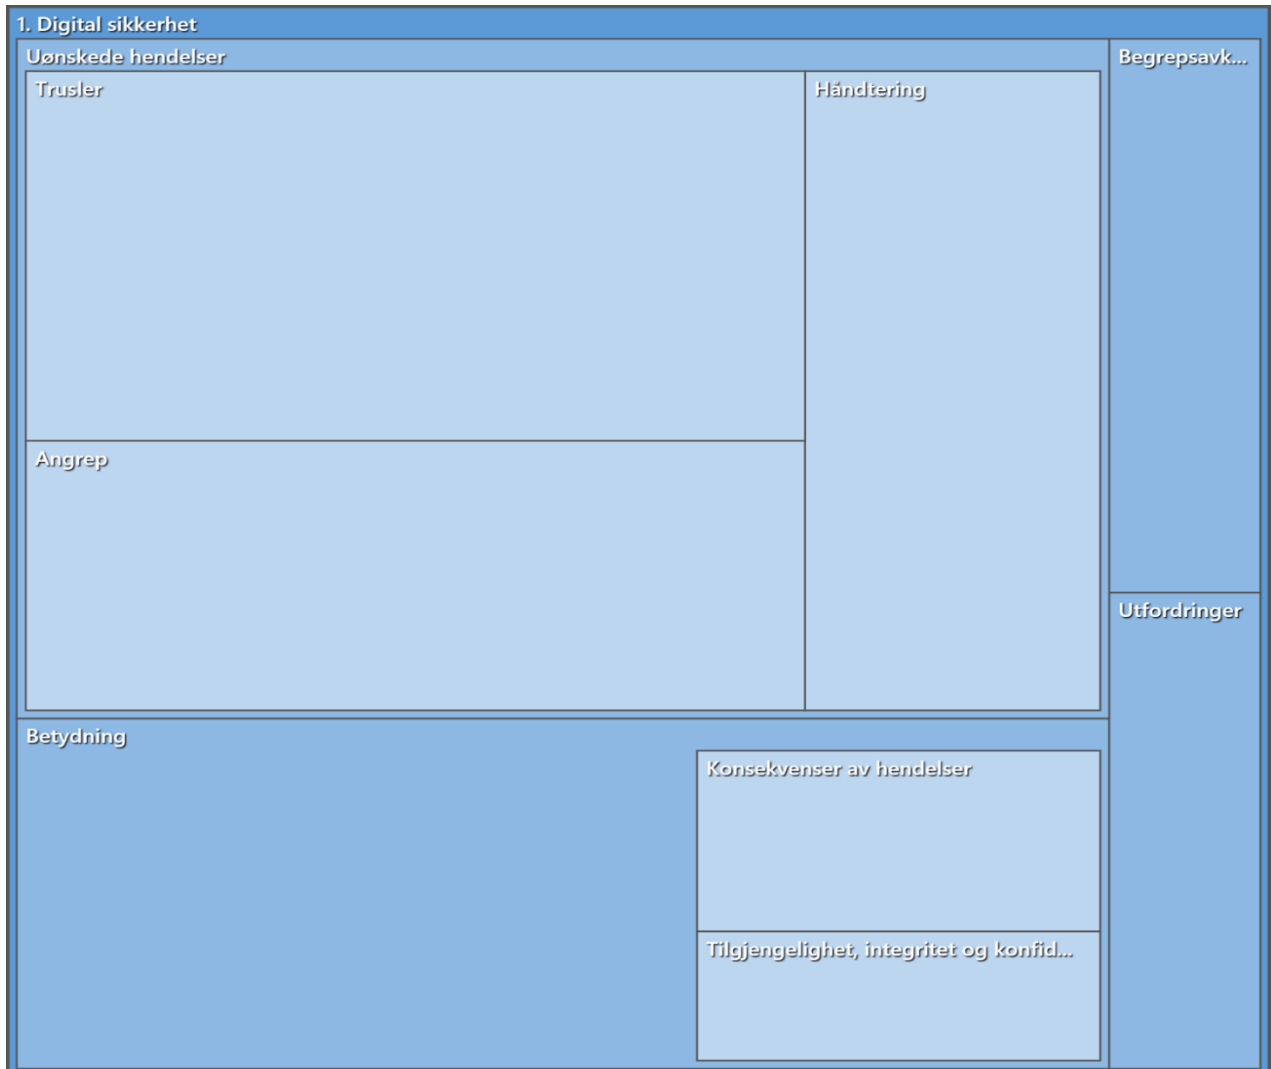 1. Digital sikkerhet
Uønskede hendelser
Begrepsavk...
Trusler
Håndtering
Angrep
Utfordringer
Betydning
Konsekvenser av hendelser
Tilgjengelighet, integritet og konfid...